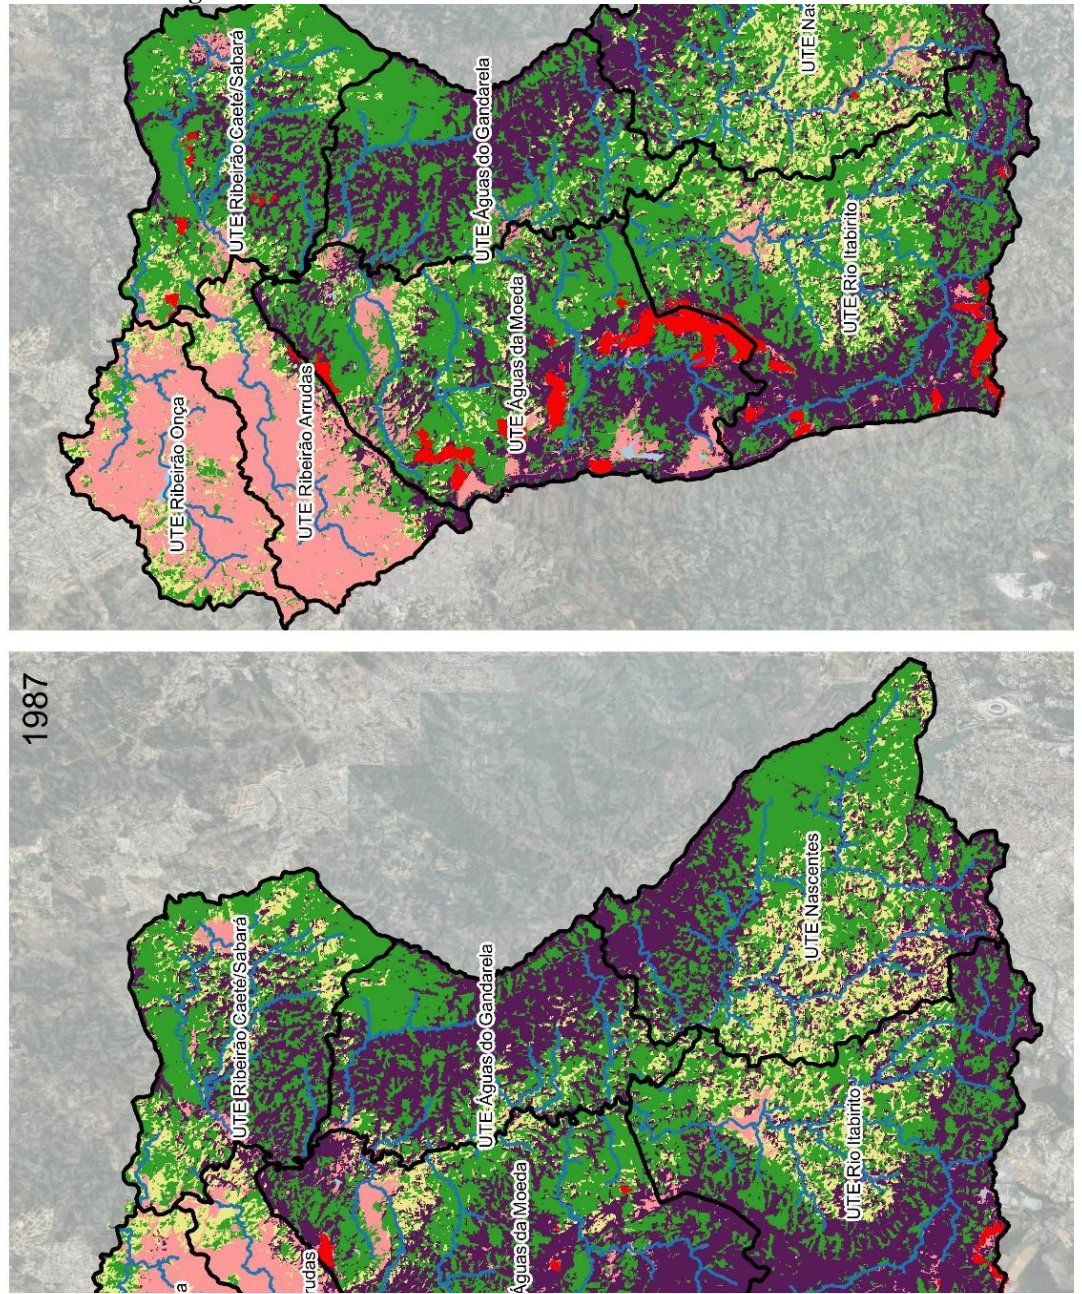 UTE Ribeirão Caeté/Sabará
UTE Águas do Gandarela
UTE Nas
UTE Rio Itabirito
UTE Águas da Moeda
UTE Ribeirão Arrudas
UTE Ribeirão Onça
1987
UTE Nascentes
UTE Ribeirão Caeté/Sabará
UTE Águas do Gandarela
UTE Rio Itabirito
Águas da Moeda
rrudas
a